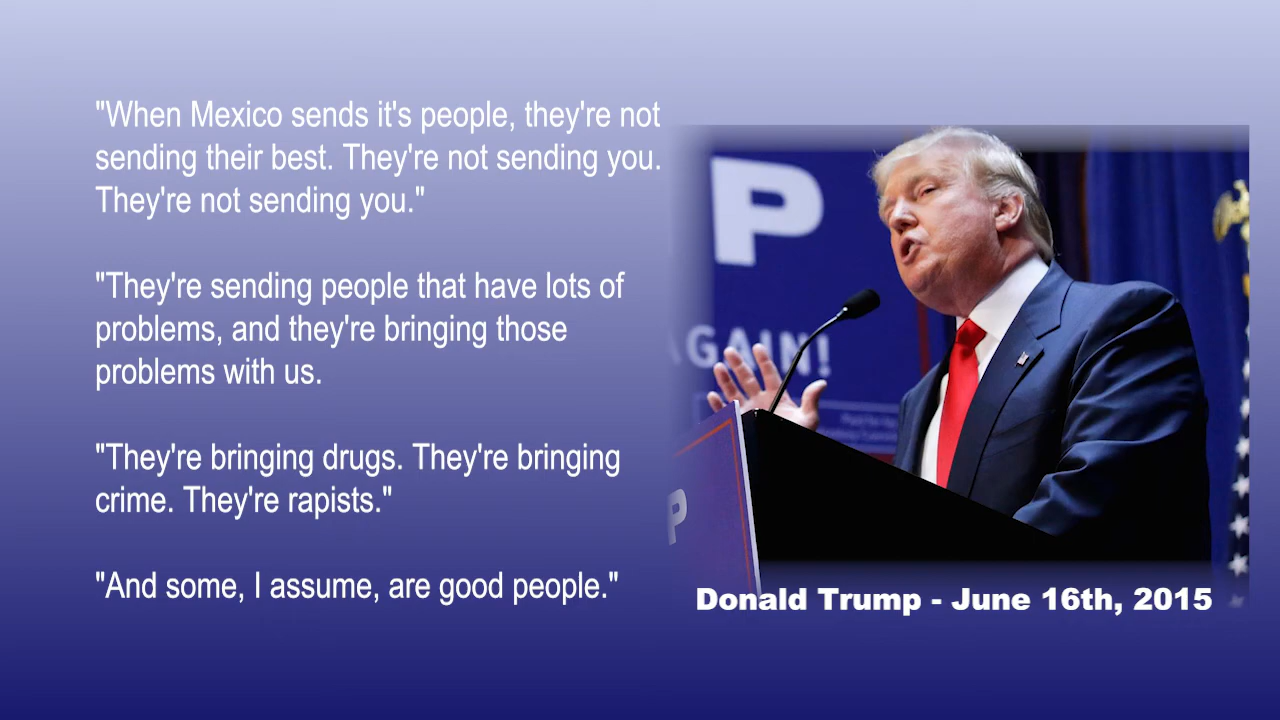 "When Mexico sends it's people, they're not
sending their best. They're not sending you.
They're not sending you."
"They're sending people that have lots of
problems, and they're bringing those
problems with us.
"They're bringing drugs. They're bringing
crime. They're rapists."
"And some, I assume, are good people."
P
AGAIN!
P
Donald Trump - June 16th, 2015